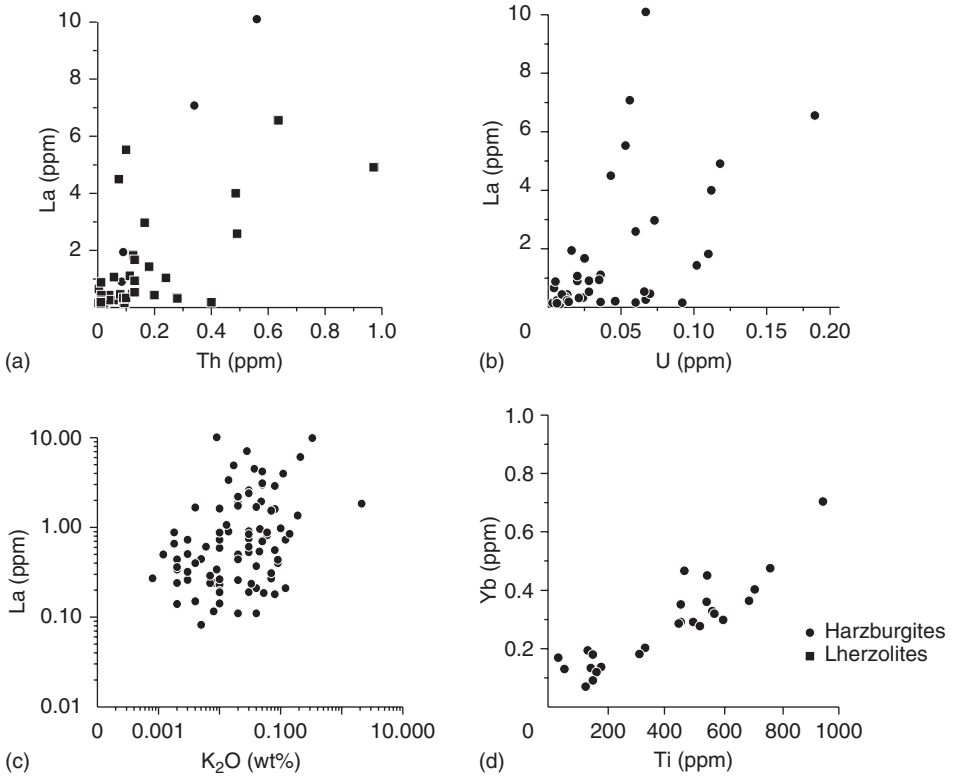 10
8
6
4
2
0
0.2
0.4
0.6
0.8
1.0
La (ppm)
Th (ppm)
(a)
10
8
6
4
2
0
0.05
0.10
0.15
0.20
La (ppm)
U (ppm)
(b)
10.00
1.00
0.10
0.01
0
0.001
0.100
10.000
La (ppm)
K₂O (wt%)
(c)
1.0
0.8
0.6
0.4
0.2
0
200
400
600
800
1000
Yb (ppm)
Ti (ppm)
(d)
Harzburgites
Lherzolites